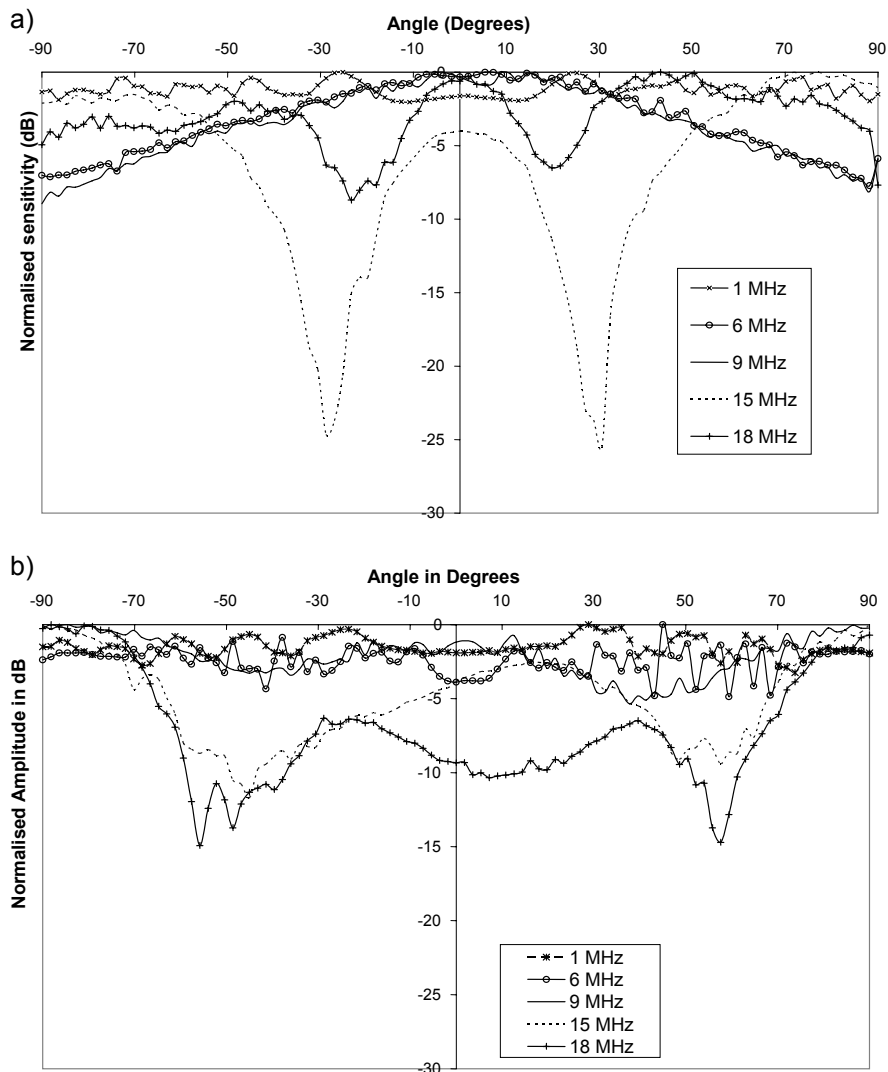 a)
Angle (Degrees)
-90 -70 -50 -30 -10 10 30 50 70 90
0
-5
-10
-15
-20
-25
-30
Normalised sensitivity (dB)
1 MHz
6 MHz
9 MHz
15 MHz
18 MHz
b)
Angle in Degrees
-90 -70 -50 -30 -10 10 30 50 70 90
0
-5
-10
-15
-20
-25
-30
Normalised Amplitude in dB
1 MHz
6 MHz
9 MHz
15 MHz
18 MHz